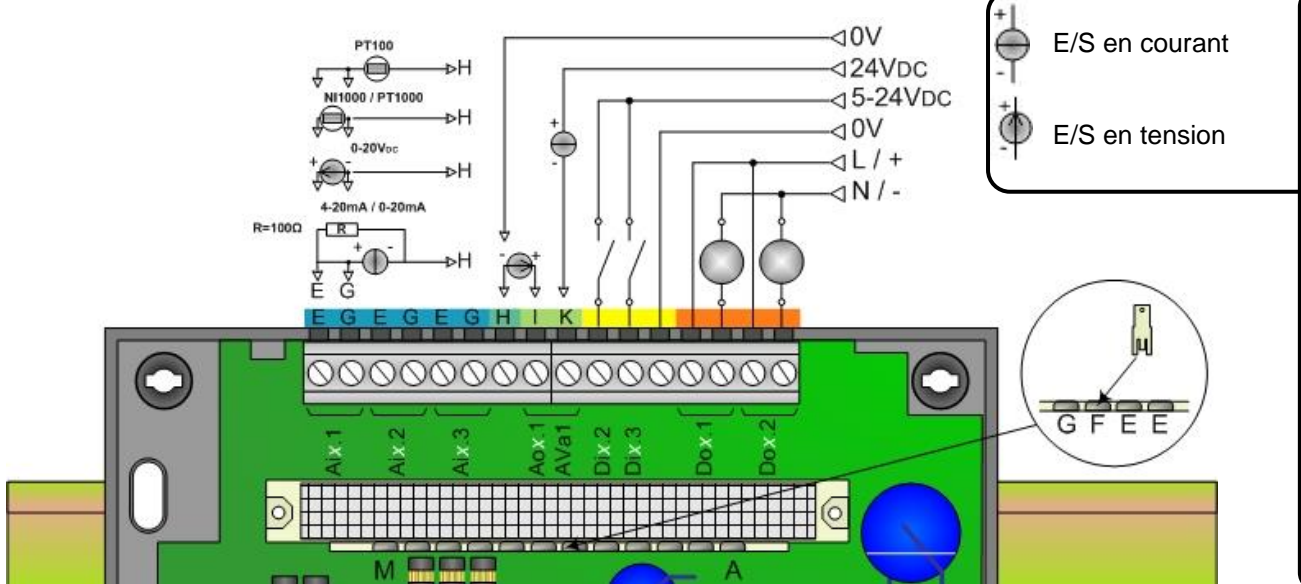 PT100
H
NI1000 / PT1000
H
0-20VDC
+ -
H
4-20mA / 0-20mA
R=100Ω
R
+ -
H
E G
- +
+
-
0V
24VDC
5-24VDC
0V
L / +
N / -
+
-
E/S en courant
+
-
E/S en tension
E G E G E G H I K
Aix.1
Aix.2
Aix.3
Aox.1
AVa1
Dix.2
Dix.3
Dox.1
Dox.2
G F E E
M
A